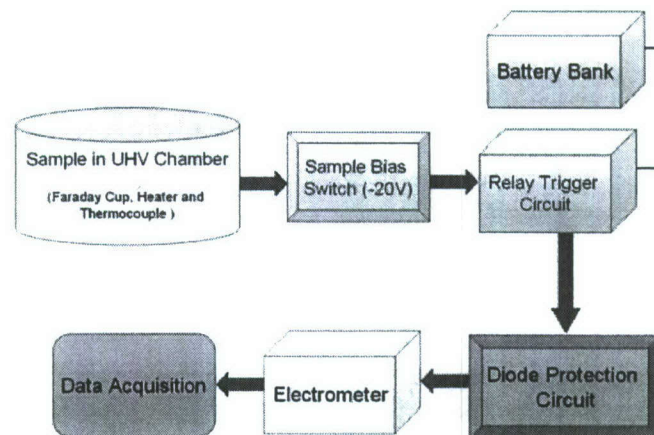 Battery Bank
Sample in UHV Chamber
(Faraday Cup, Heater and
Thermocouple )
Sample Bias
Switch (-20V)
Relay Trigger
Circuit
Data Acquisition
Electrometer
Diode Protection
Circuit